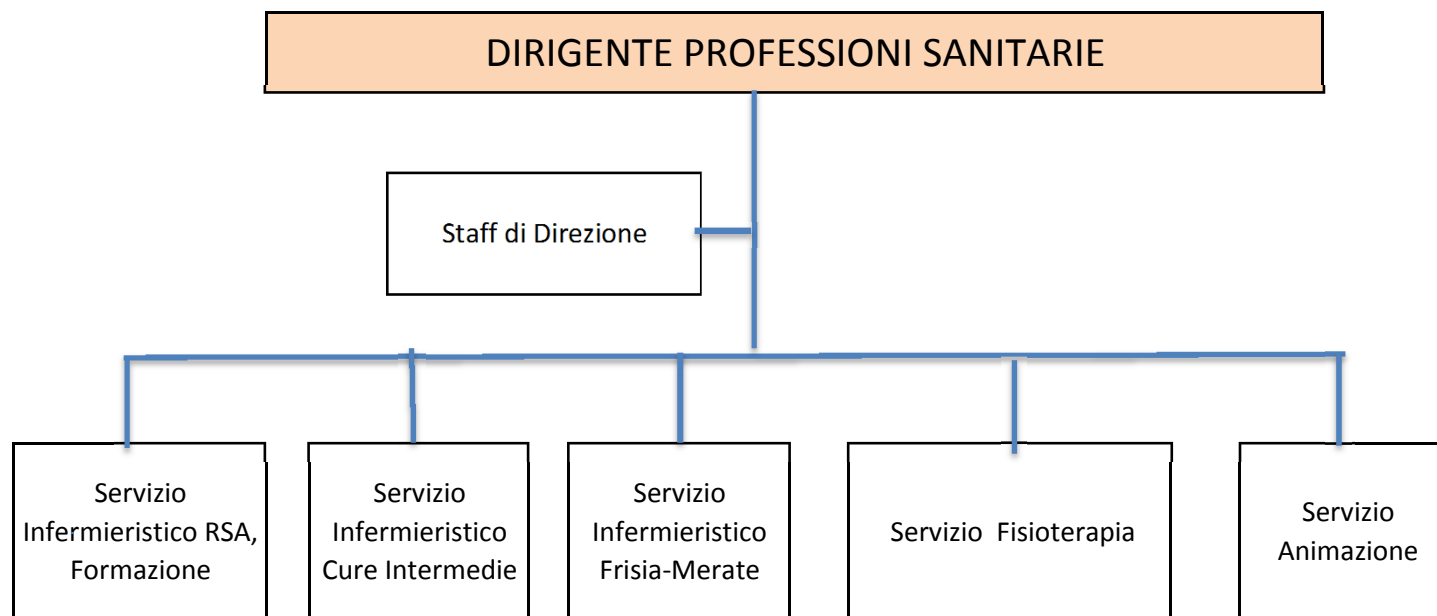 DIRIGENTE PROFESSIONI SANITARIE
Staff di Direzione
Servizio
Infermieristico RSA,
Formazione
Servizio
Infermieristico
Cure Intermedie
Servizio
Infermieristico
Frisia-Merate
Servizio Fisioterapia
Servizio
Animazione